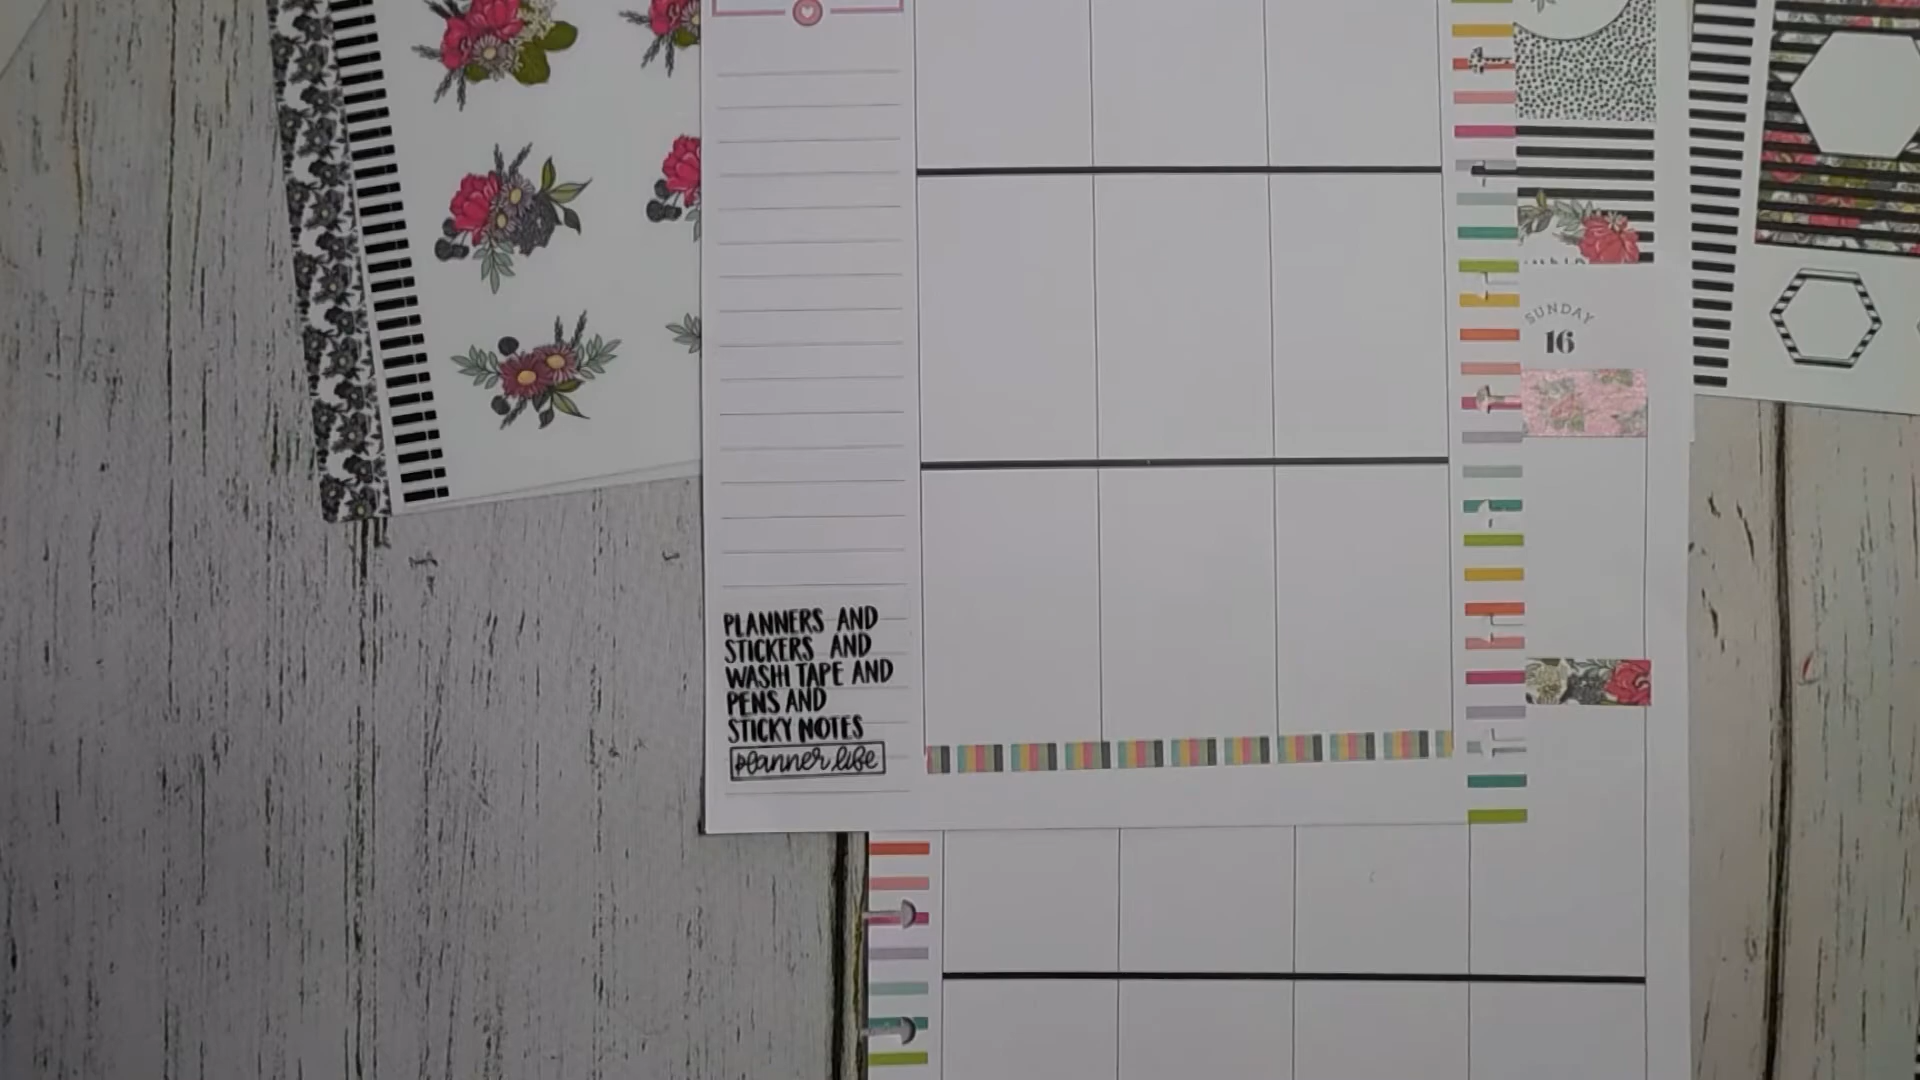 SUNDAY
16
PLANNERS AND
STICKERS AND
WASHI TAPE AND
PENS AND
STICKY NOTES
planner life